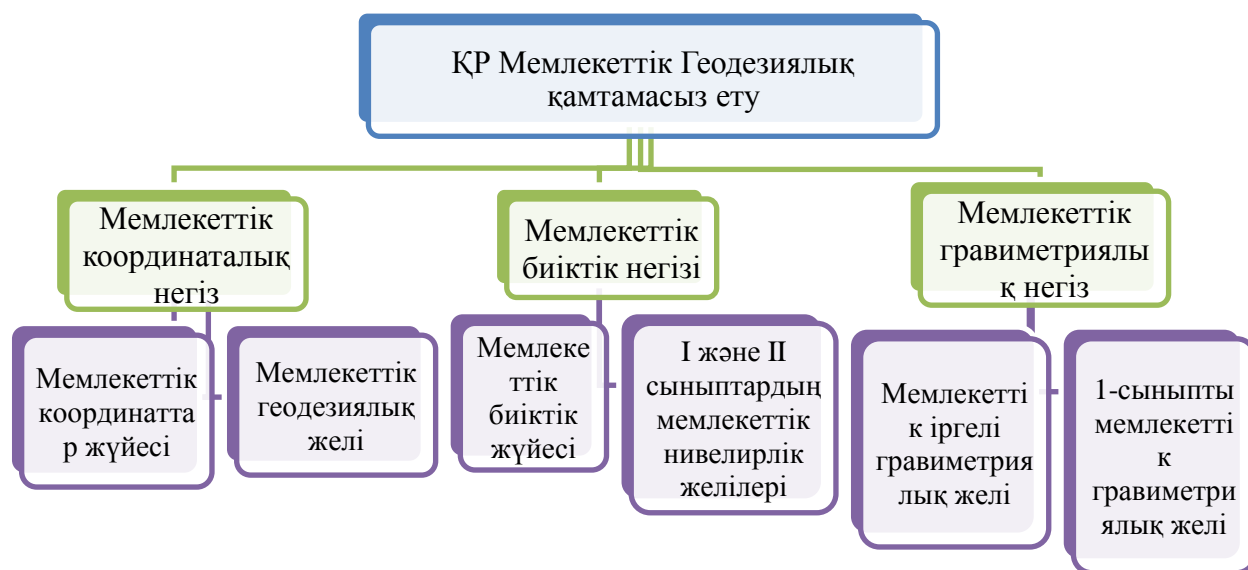 ҚР Мемлекеттік Геодезиялық
қамтамасыз ету
Мемлекеттік
координаталық
негіз
Мемлекеттік
биіктік негізі
Мемлекеттік
гравиметриялы
қ негіз
Мемлекеттік
координатта
р жүйесі
Мемлекеттік
геодезиялық
желі
Мемлеке
ттік
биіктік
жүйесі
I және II
сыныптардың
мемлекеттік
нивелирлік
желілері
Мемлекетті
к іргелі
гравиметрия
лық желі
1-сыныпты
мемлекетті
к
гравиметри
ялық желі